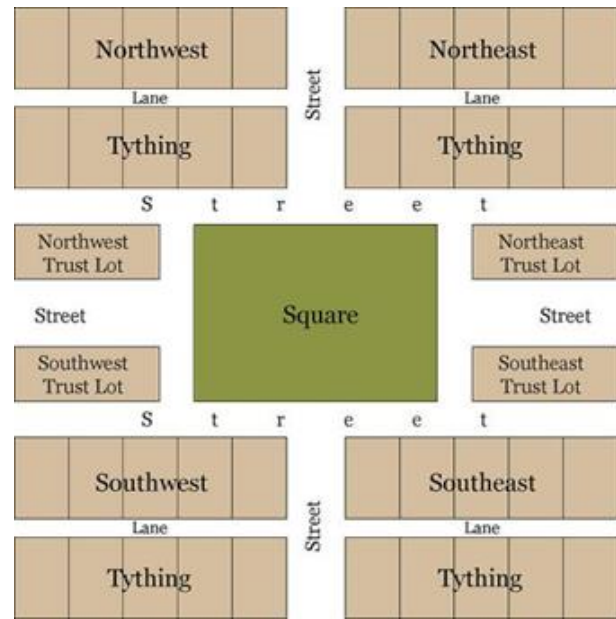 Northwest Northeast
Lane Street Lane
Tything Tything
S t r e e t
Northwest Trust Lot
Northeast Trust Lot
Street Square Street
Southwest Trust Lot
Southeast Trust Lot
S t r e e t
Southwest Southeast
Lane Street Lane
Tything Tything